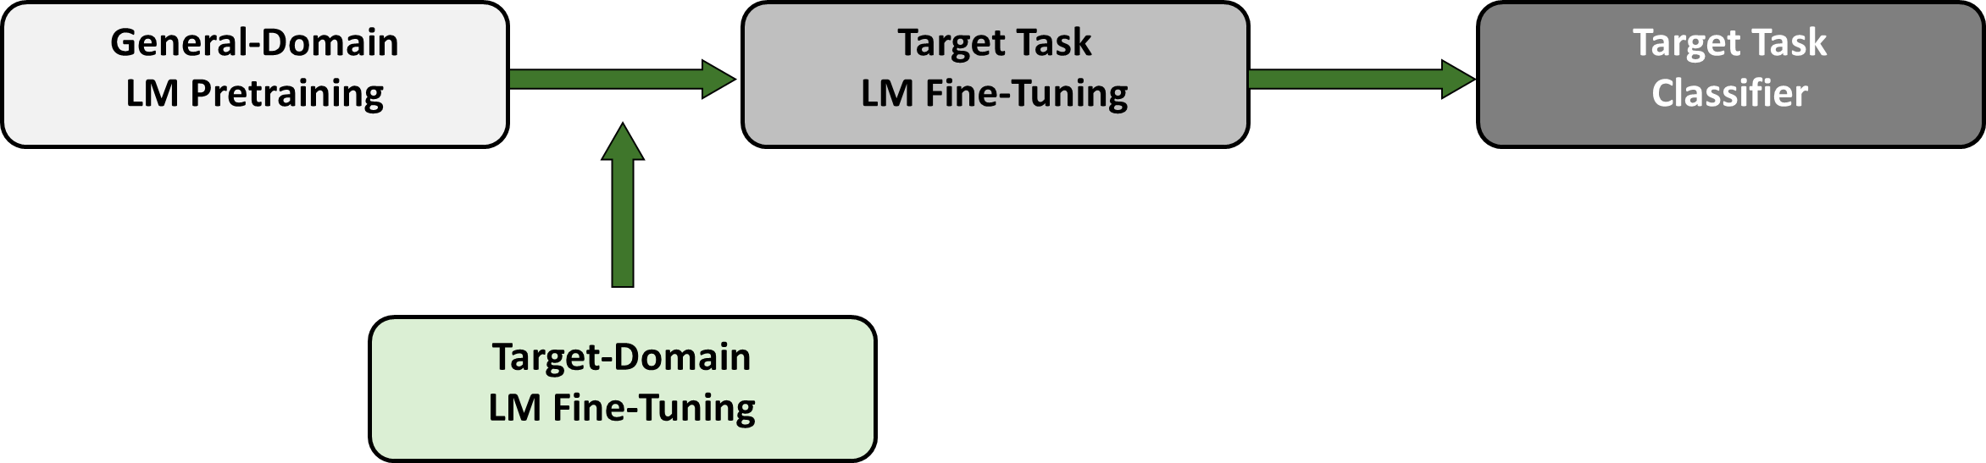 General-Domain
LM Pretraining
Target Task
LM Fine-Tuning
Target Task
Classifier
Target-Domain
LM Fine-Tuning